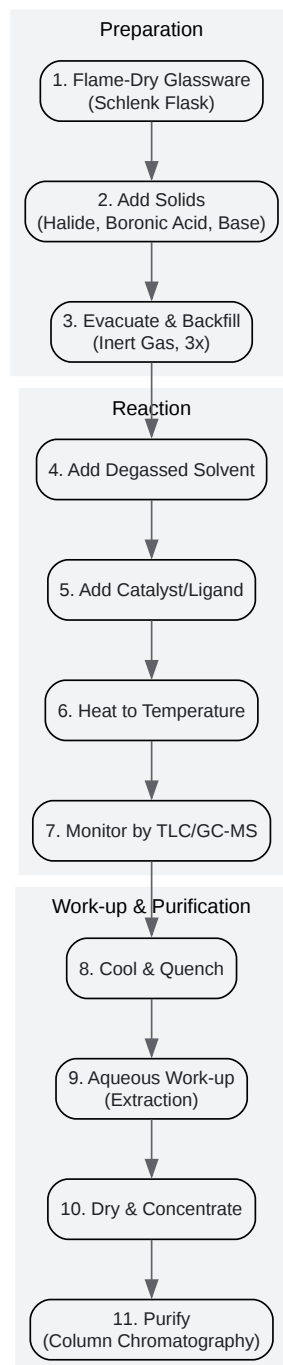 Preparation
1. Flame-Dry Glassware
(Schlenk Flask)
2. Add Solids
(Halide, Boronic Acid, Base)
3. Evacuate & Backfill
(Inert Gas, 3x)
Reaction
4. Add Degassed Solvent
5. Add Catalyst/Ligand
6. Heat to Temperature
7. Monitor by TLC/GC-MS
Work-up & Purification
8. Cool & Quench
9. Aqueous Work-up
(Extraction)
10. Dry & Concentrate
11. Purify
(Column Chromatography)